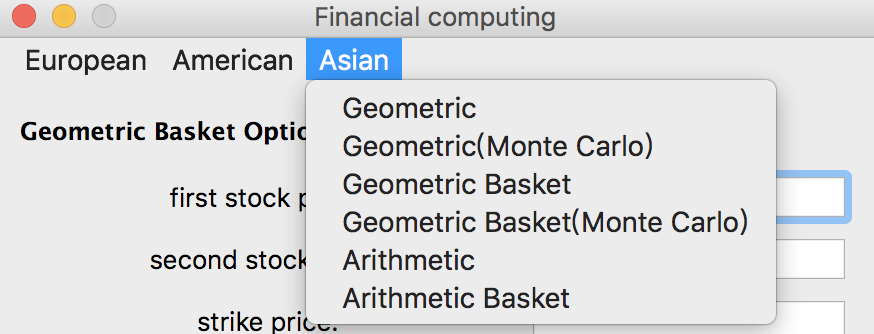 Financial computing
European American Asian
Geometric
Geometric Basket
Geometric(Monte Carlo)
first stock
Geometric Basket
Geometric Basket(Monte Carlo)
second stock
Arithmetic
Arithmetic Basket
strike price: